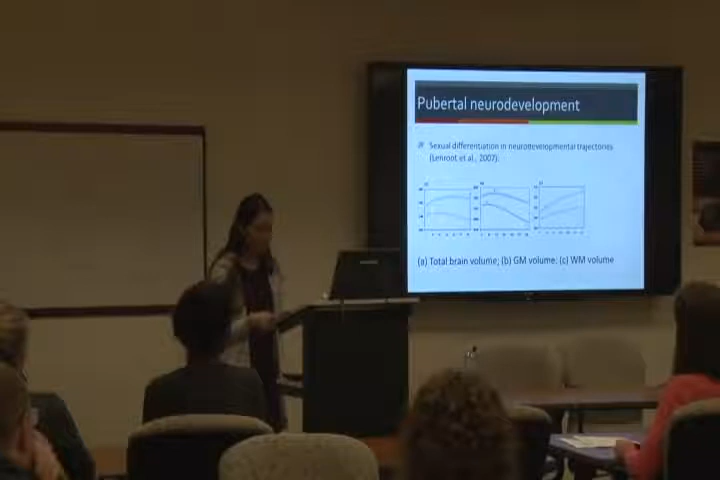 Pubertal neurodevelopment
Sexual differentiation in neurodevelopmental trajectories
(Lenroot et al., 2007).
(a) Total brain volume; (b) GM volume; (c) WM volume